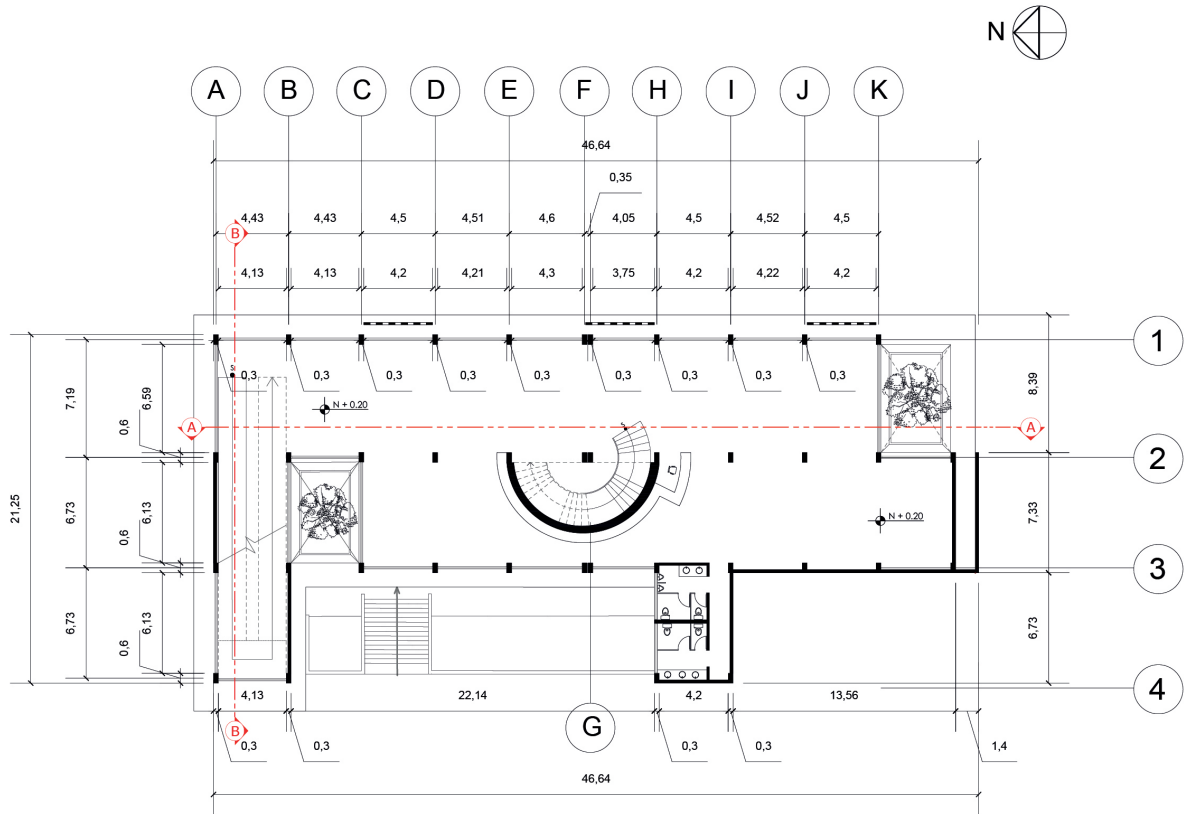 N
A B C D E F H I J K
46,64
0,35
4,43 4,43 4,5 4,51 4,6 4,05 4,5 4,52 4,5
B
4,13 4,13 4,2 4,21 4,3 3,75 4,2 4,22 4,2
1
S
0,3 0,3 0,3 0,3 0,3 0,3 0,3 0,3 0,3
7,19 6,59 8,39
N + 0.20
0,6
A S A
2
21,25
6,73 6,13 7,33
N + 0.20
0,6
3
6,73 6,13 6,73
0,6
4,13 22,14 4,2 13,56
4
B G
0,3 0,3 0,3 0,3 1,4
46,64